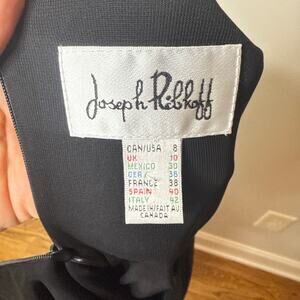 Joseph Ribkoff
CAN/USA 8
UK 10
MEXICO 30
GER 36
FRANCE 38
SPAIN 40
ITALY 42
MADE IN/FAIT AU
CANADA